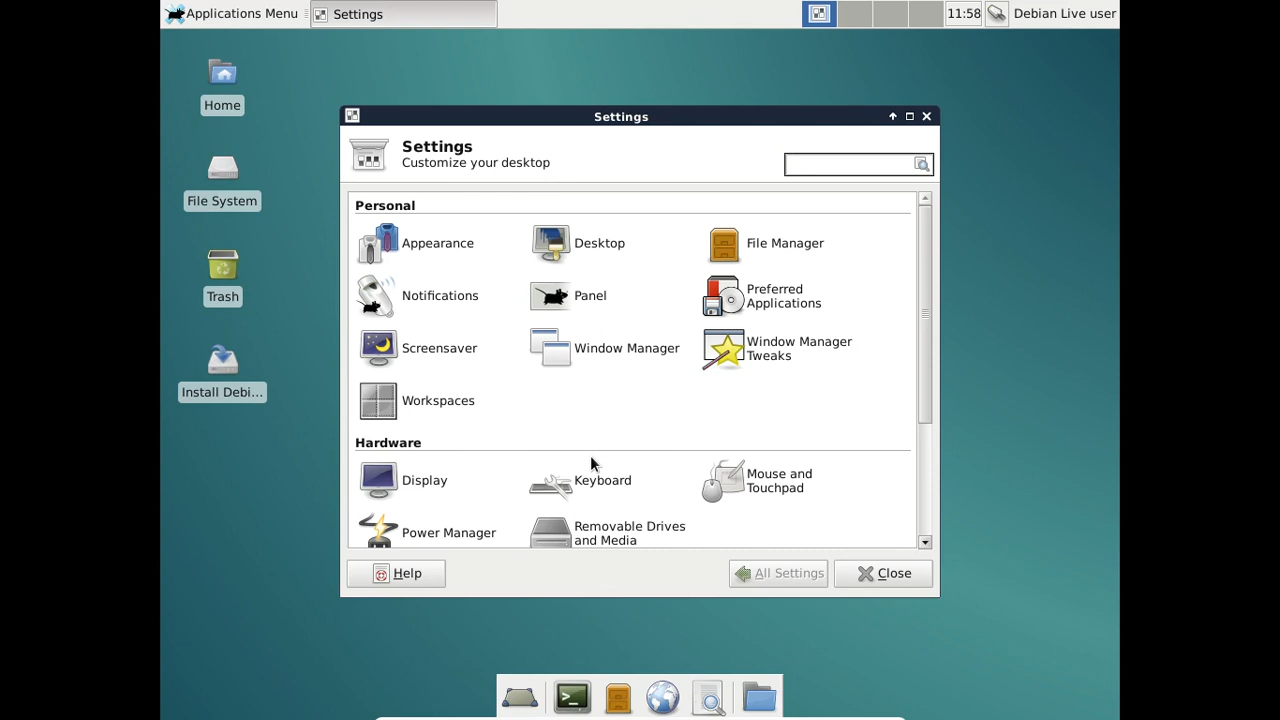 Applications Menu
Settings
11:58
Debian Live user
Home
File System
Trash
Install Debi...
Settings
Settings
Customize your desktop
Personal
Appearance
Desktop
File Manager
Notifications
Panel
Preferred
Applications
Screensaver
Window Manager
Window Manager
Tweaks
Workspaces
Hardware
Display
Keyboard
Mouse and
Touchpad
Power Manager
Removable Drives
and Media
Help
All Settings
Close